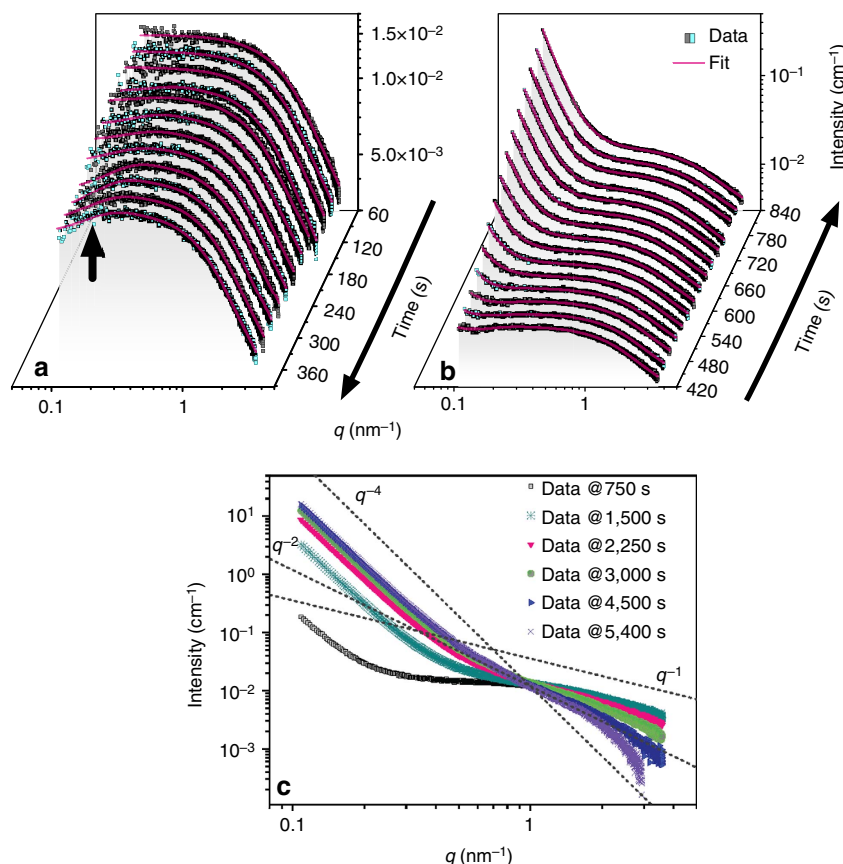 1.5×10⁻²
1.0×10⁻²
5.0×10⁻³
60
120
180
240
300
360
Time (s)
a
0.1
1
Data
Fit
10⁻¹
10⁻²
Intensity (cm⁻¹)
840
780
720
660
600
540
480
420
Time (s)
b
0.1
1
q (nm⁻¹)
q⁻⁴
q⁻²
q⁻¹
Data @750 s
Data @1,500 s
Data @2,250 s
Data @3,000 s
Data @4,500 s
Data @5,400 s
10¹
10⁰
10⁻¹
10⁻²
10⁻³
Intensity (cm⁻¹)
c
0.1
1
q (nm⁻¹)